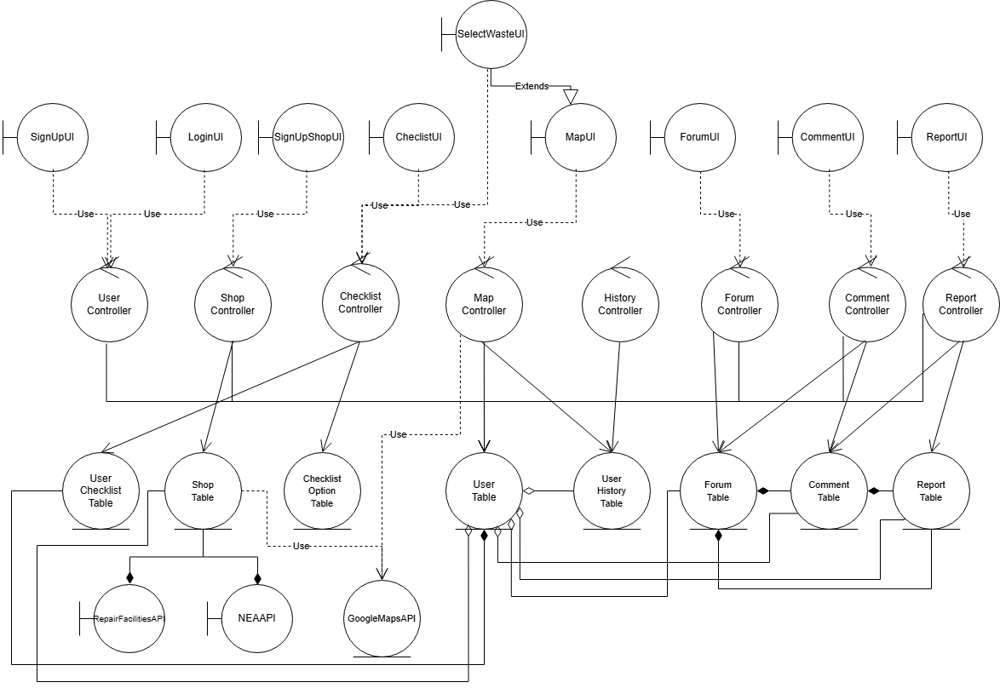 SelectWasteUI
Extends
SignUpUI
LoginUI
SignUpShopUI
CheclistUI
MapUI
ForumUI
CommentUI
ReportUI
Use
Use
Use
Use
Use
Use
Use
Use
Use
User
Controller
Shop
Controller
Checklist
Controller
Map
Controller
History
Controller
Forum
Controller
Comment
Controller
Report
Controller
Use
User
Checklist
Table
Shop
Table
Checklist
Option
Table
User
Table
User
History
Table
Forum
Table
Comment
Table
Report
Table
Use
RepairFacilitiesAPI
NEAAPI
GoogleMapsAPI